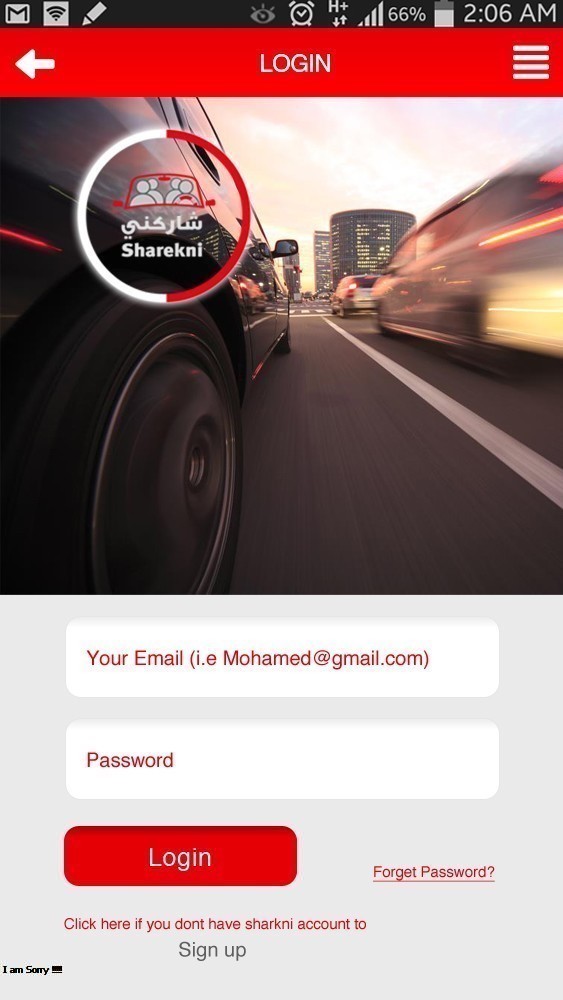 66% 2:06 AM
LOGIN
شاركني
Sharekni
Your Email (i.e Mohamed@gmail.com)
Password
Login
Forget Password?
Click here if you dont have sharkni account to
Sign up
I am Sorry !!!!